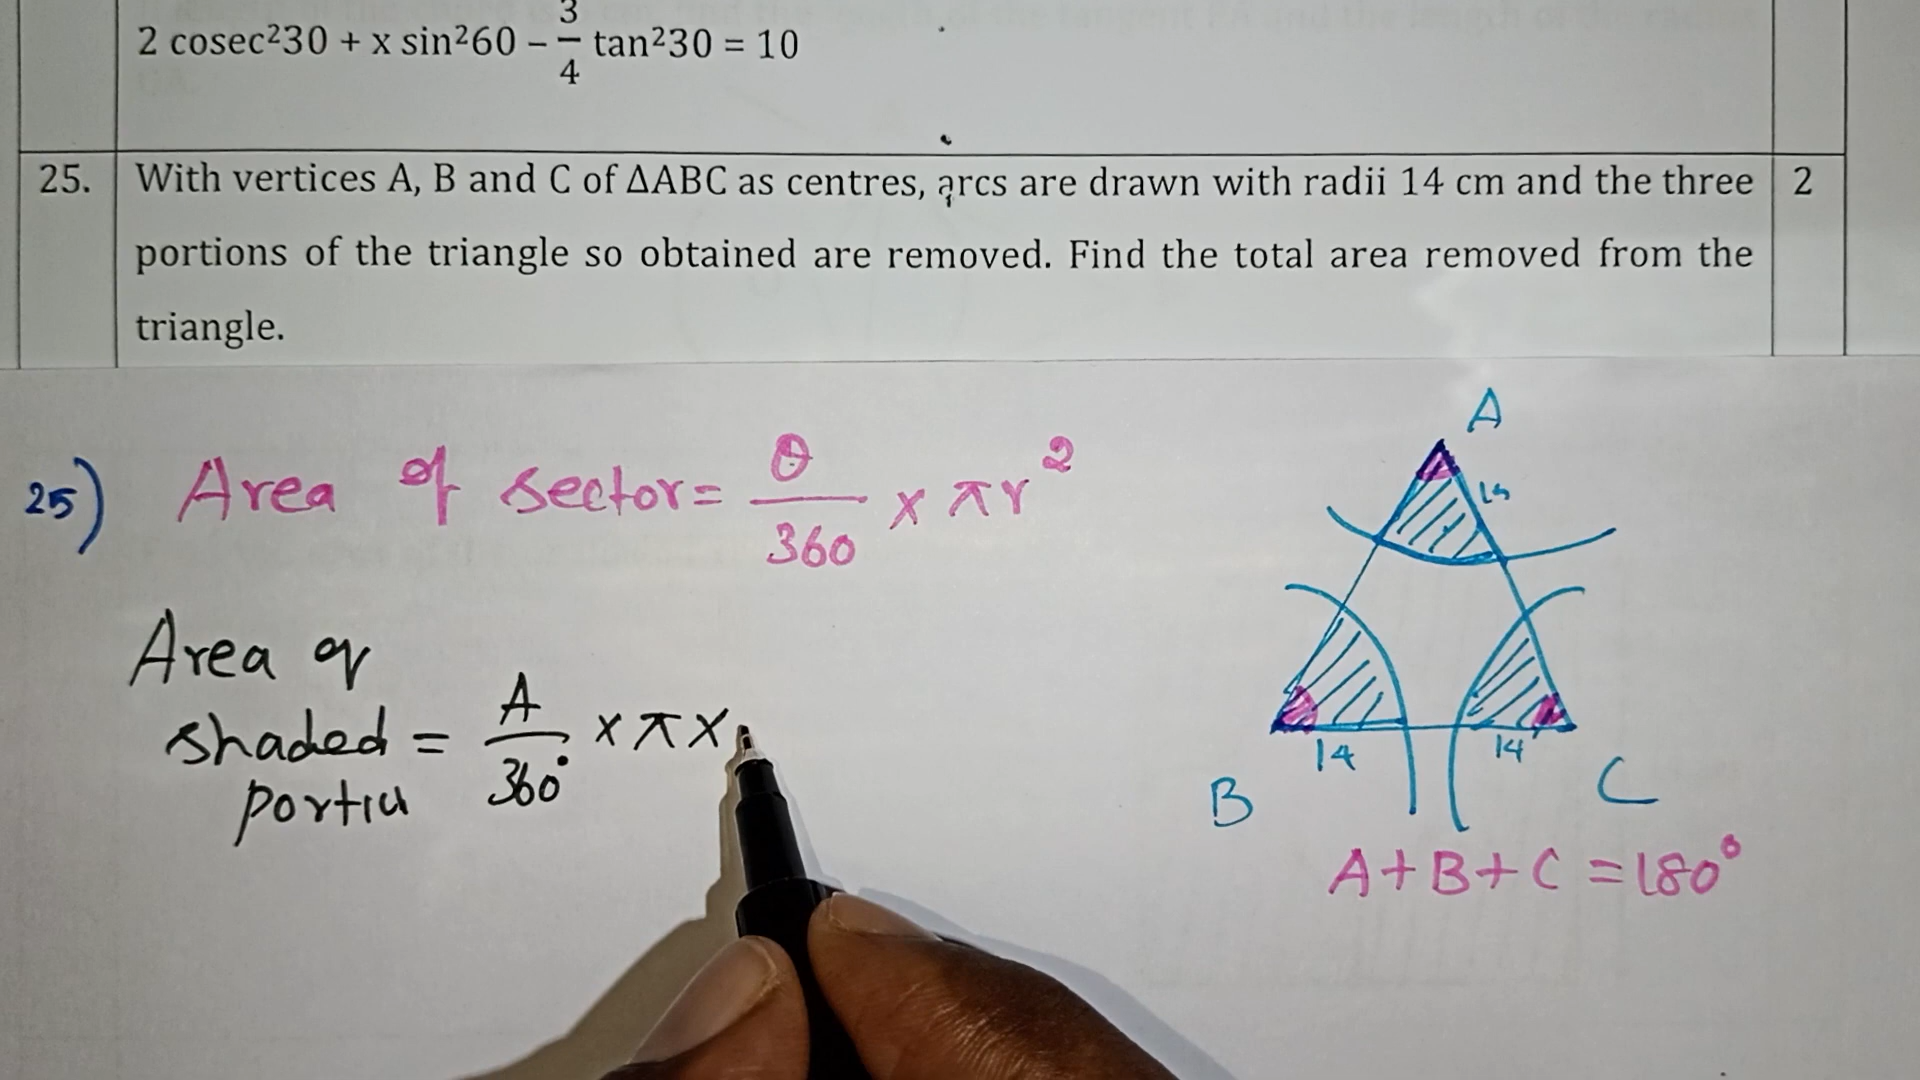 2 cosec²30 + x sin²60 – 3/4 tan²30 = 10
25. With vertices A, B and C of ΔABC as centres, arcs are drawn with radii 14 cm and the three 2
portions of the triangle so obtained are removed. Find the total area removed from the
triangle.
25) Area of sector = θ/360 × πr²
Area of
shaded = A/360° × π ×
portio
A
14
14
14
B
C
A+B+C = 180°